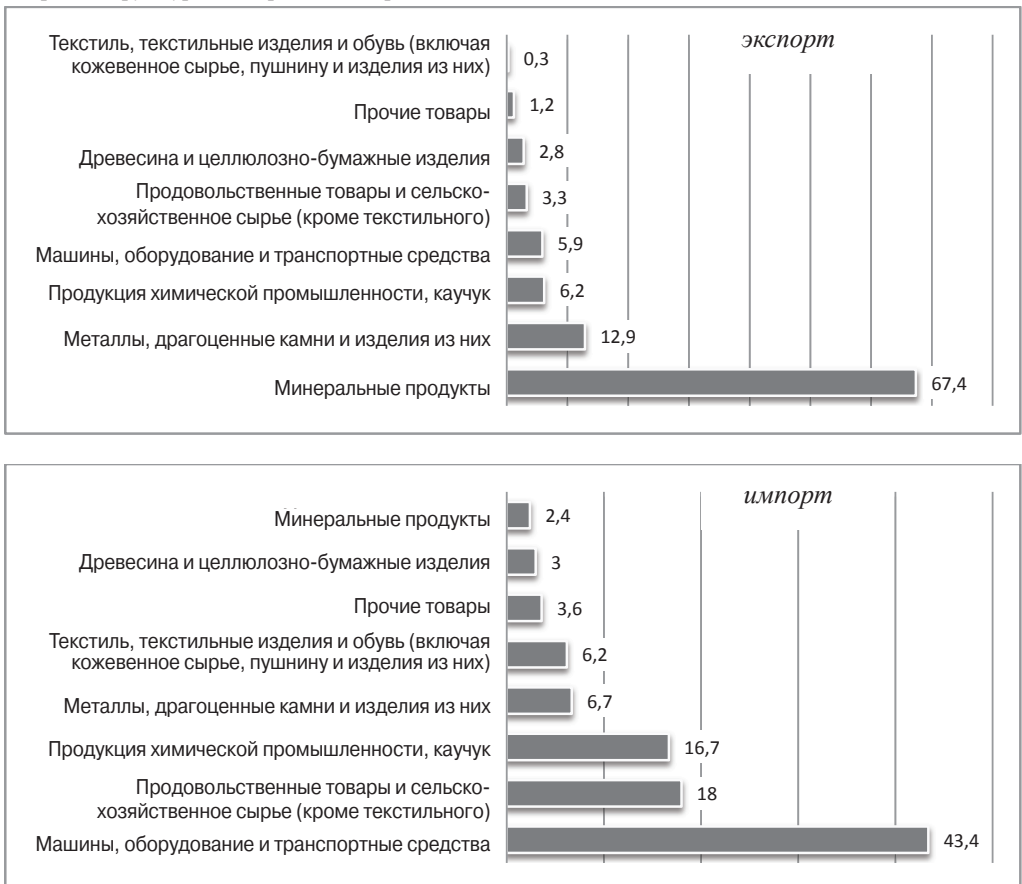 экспорт
Текстиль, текстильные изделия и обувь (включая
кожевенное сырье, пушнину и изделия из них)
0,3
Прочие товары
1,2
Древесина и целлюлозно-бумажные изделия
2,8
Продовольственные товары и сельско-
хозяйственное сырье (кроме текстильного)
3,3
Машины, оборудование и транспортные средства
5,9
Продукция химической промышленности, каучук
6,2
Металлы, драгоценные камни и изделия из них
12,9
Минеральные продукты
67,4
импорт
Минеральные продукты
2,4
Древесина и целлюлозно-бумажные изделия
3
Прочие товары
3,6
Текстиль, текстильные изделия и обувь (включая
кожевенное сырье, пушнину и изделия из них)
6,2
Металлы, драгоценные камни и изделия из них
6,7
Продукция химической промышленности, каучук
16,7
Продовольственные товары и сельско-
хозяйственное сырье (кроме текстильного)
18
Машины, оборудование и транспортные средства
43,4